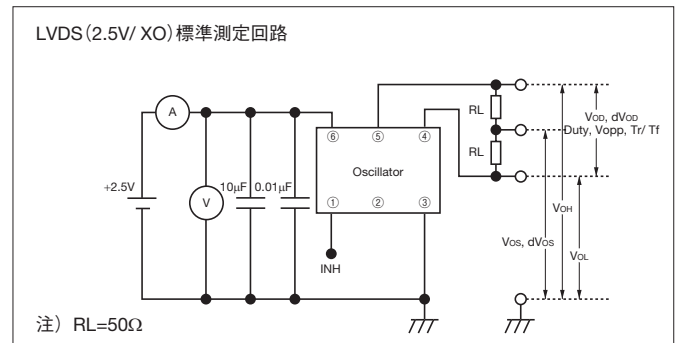 LVDS(2.5V/ XO)標準測定回路
A
⑥ ⑤ ④
RL
VOD, dVOD
Duty, Vopp, Tr/ Tf
RL
Oscillator
+2.5V
V
10μF
0.01μF
① ② ③
VOH
VOS, dVOS
VOL
INH
注) RL=50Ω